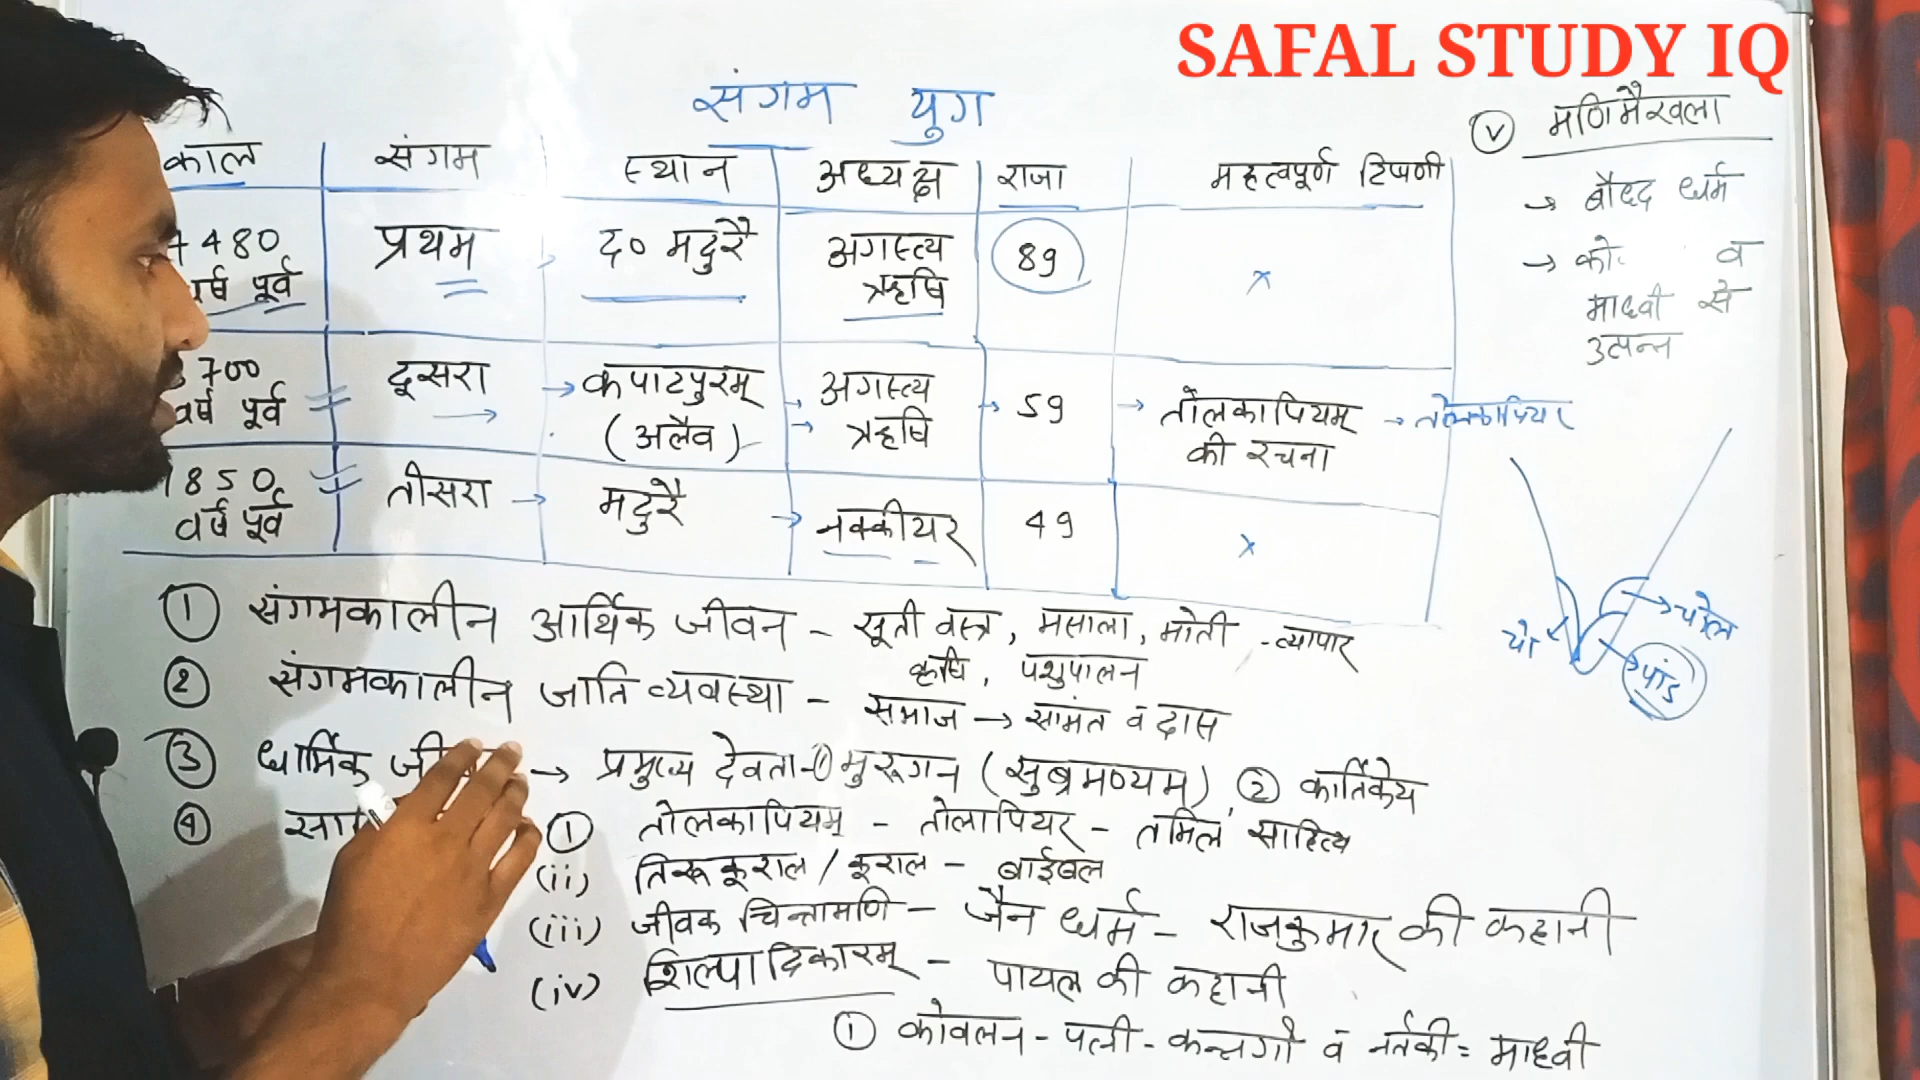 SAFAL STUDY IQ
संगम युग
काल संगम स्थान अध्यक्ष राजा महत्वपूर्ण टिप्पणी
480 प्रथम द० मदुरै अगस्त्य 89 x
वर्ष पूर्व ऋषि
700 दूसरा → कपाटपुरम् → अगस्त्य → 59 → तोलकापियम् → तोलकापियर
वर्ष पूर्व (अलैव) → ऋषि की रचना
1850 तीसरा → मदुरै → नक्कीयर 49 x
वर्ष पूर्व
① संगमकालीन आर्थिक जीवन - सूती वस्त्र, मसाला, मोती - व्यापार
कृषि, पशुपालन
② संगमकालीन जाति व्यवस्था - समाज → सामंत व दास
③ धार्मिक → प्रमुख्य देवता - ① मुरूगन (सुब्रमण्यम), ② कार्तिकेय
④ ① तोलकापियम् - तोलापियर - तमिल साहित्य
(ii) तिरूकूराल / कूराल - बाईबल
(iii) जीवक चिन्तामणि - जैन धर्म - राजकुमार की कहानी
(iv) शिल्पादिकारम् - पायल की कहानी
① कोवलन - पत्नी - कन्नगी व नर्तकी = माधवी
Ⓥ मणिमैखला
→ बौध्द धर्म
→ को व
माधवी से
उत्पन्न
→ चोल
→ पांड